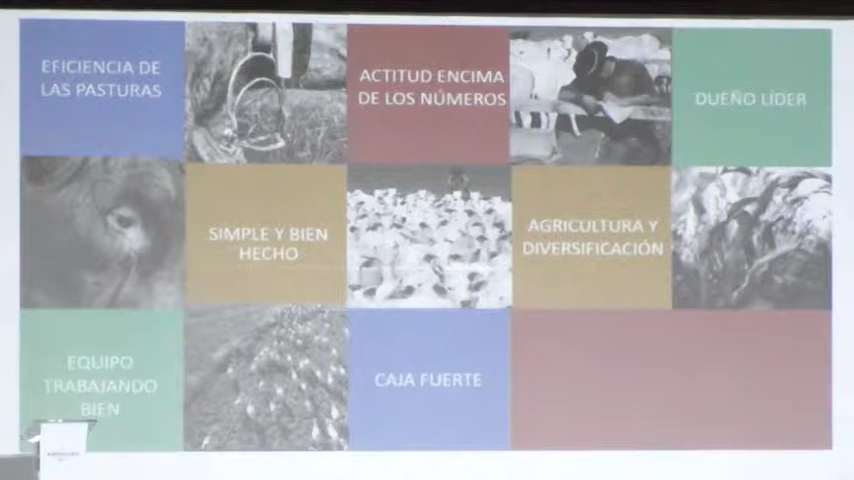 EFICIENCIA DE
LAS PASTURAS
ACTITUD ENCIMA
DE LOS NÚMEROS
DUEÑO LÍDER
SIMPLE Y BIEN
HECHO
AGRICULTURA Y
DIVERSIFICACIÓN
EQUIPO
TRABAJANDO
BIEN
CAJA FUERTE